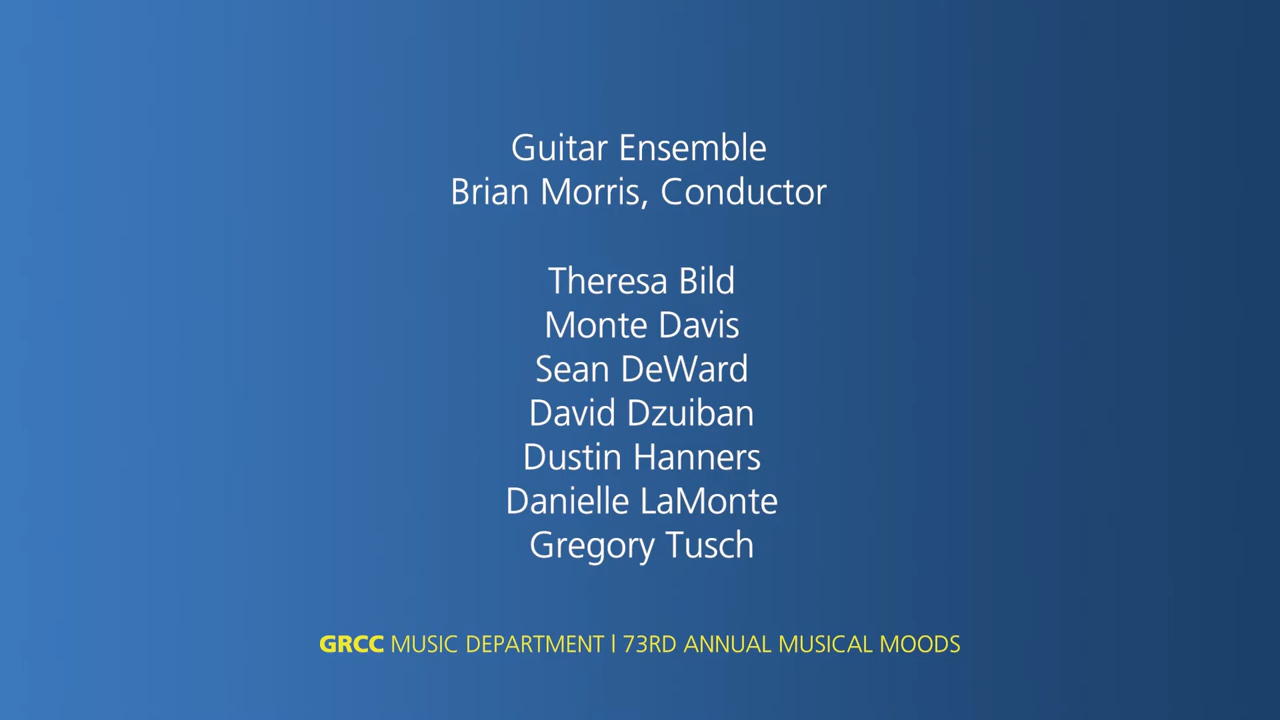 Guitar Ensemble
Brian Morris, Conductor
Theresa Bild
Monte Davis
Sean DeWard
David Dzuiban
Dustin Hanners
Danielle LaMonte
Gregory Tusch
GRCC MUSIC DEPARTMENT | 73RD ANNUAL MUSICAL MOODS